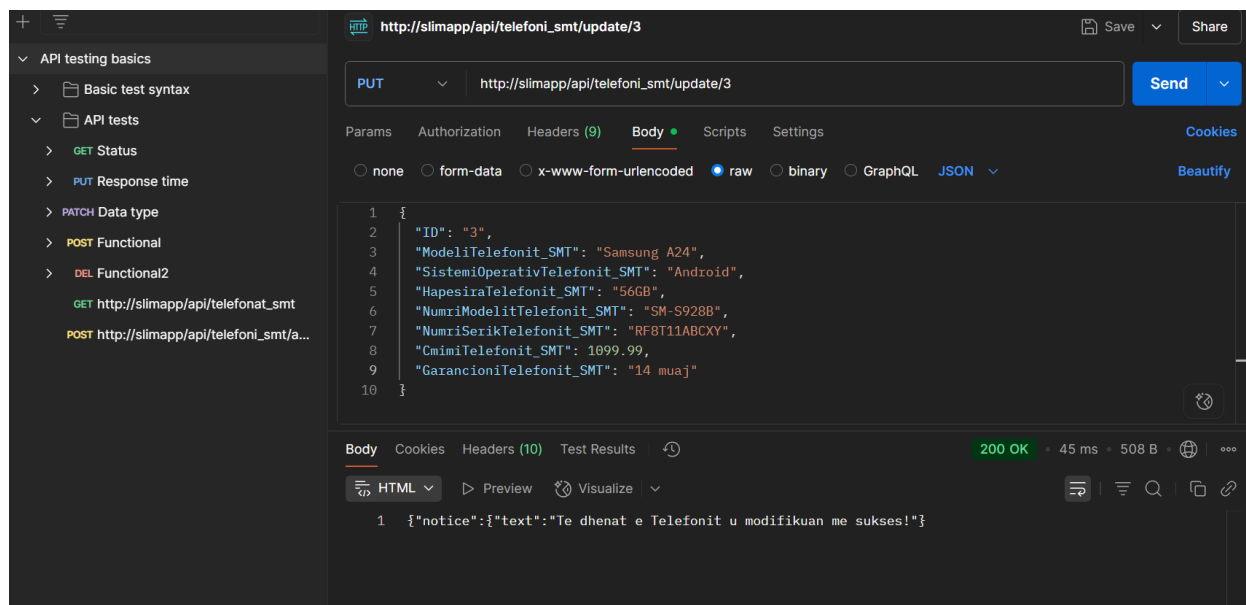 HTTP http://slimapp/api/telefoni_smt/update/3
Save
Share
API testing basics
Basic test syntax
API tests
GET Status
PUT Response time
PATCH Data type
POST Functional
DEL Functional2
GET http://slimapp/api/telefonat_smt
POST http://slimapp/api/telefoni_smt/a...
PUT http://slimapp/api/telefoni_smt/update/3 Send
Params Authorization Headers (9) Body Scripts Settings Cookies
none form-data x-www-form-urlencoded raw binary GraphQL JSON Beautify
1 {
2 "ID": "3",
3 "ModeliTelefonit_SMT": "Samsung A24",
4 "SistemiOperativTelefonit_SMT": "Android",
5 "HapesiraTelefonit_SMT": "56GB",
6 "NumriModelitTelefonit_SMT": "SM-S928B",
7 "NumriSerikTelefonit_SMT": "RF8T11ABCXY",
8 "CmimiTelefonit_SMT": 1099.99,
9 "GarancioniTelefonit_SMT": "14 muaj"
10 }
Body Cookies Headers (10) Test Results 200 OK 45 ms 508 B
HTML Preview Visualize
1 {"notice":{"text":"Te dhenat e Telefonit u modifikuan me sukses!"}